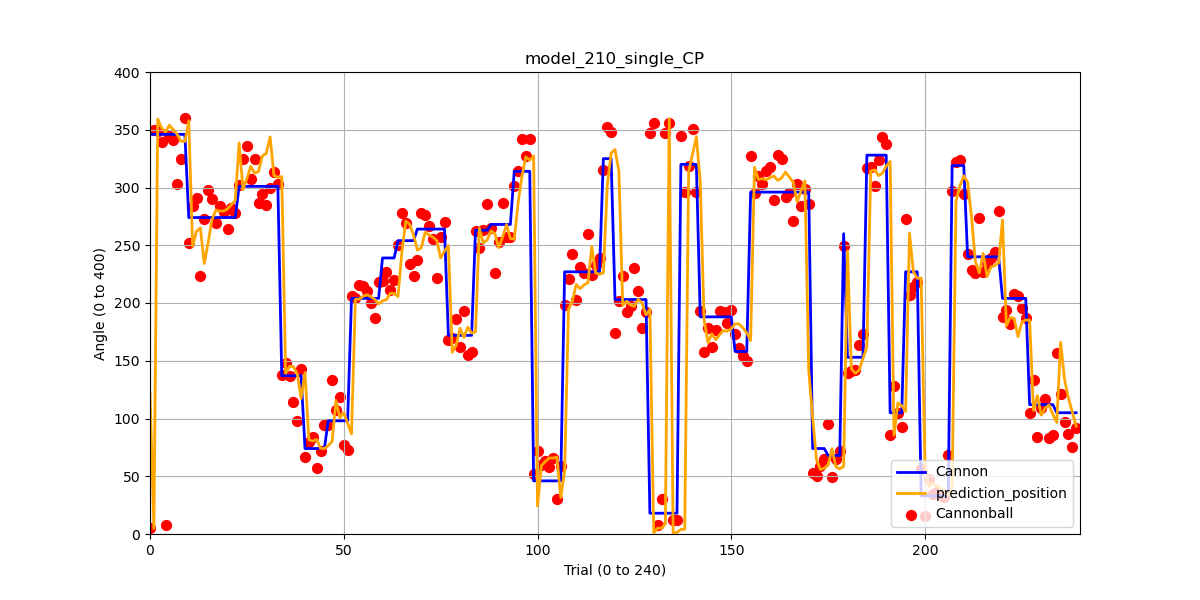 model_210_single_CP
400
350
300
250
200
150
100
50
0
Angle (0 to 400)
Cannon
prediction_position
Cannonball
0 50 100 150 200
Trial (0 to 240)